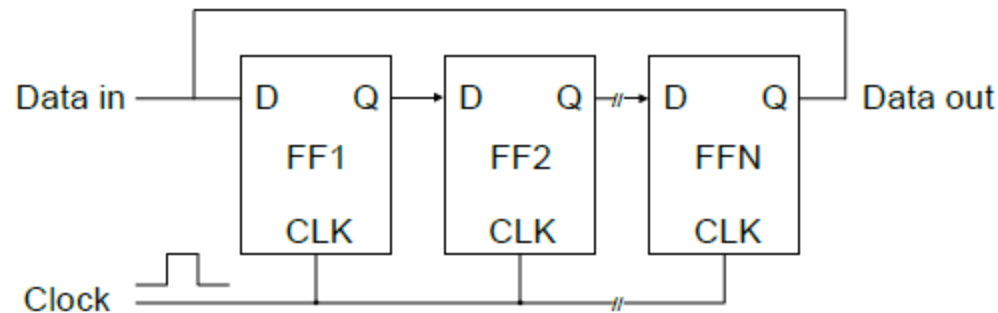 Data in D Q D Q D Q Data out
FF1 FF2 FFN
CLK CLK CLK
Clock